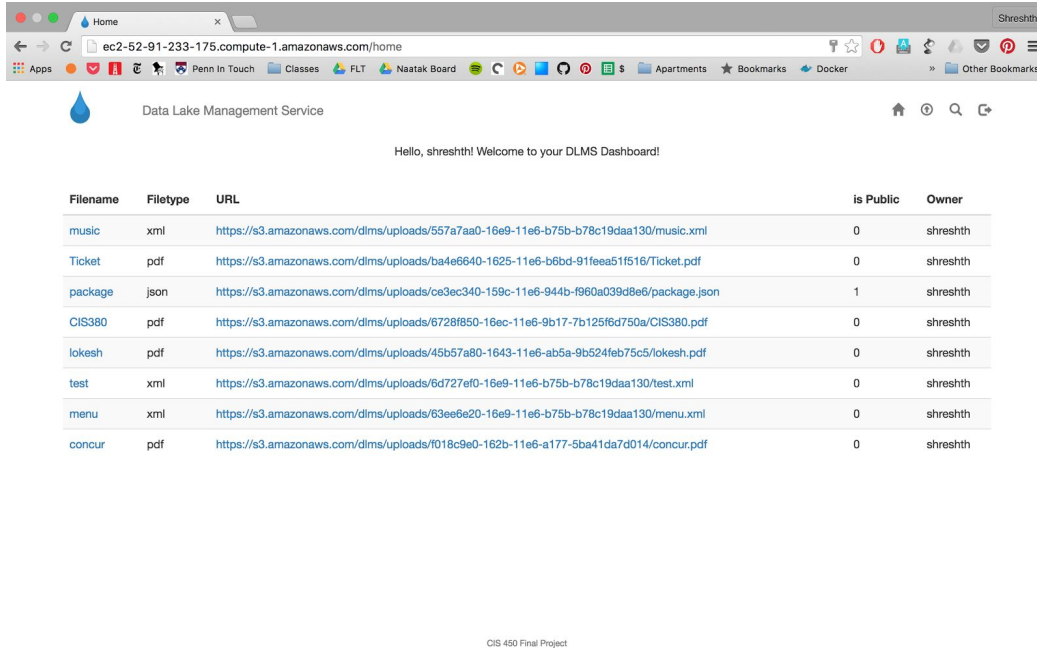 Home
Shreshth
ec2-52-91-233-175.compute-1.amazonaws.com/home
Apps Penn In Touch Classes FLT Naatak Board $ Apartments Bookmarks Docker » Other Bookmarks
Data Lake Management Service
Hello, shreshth! Welcome to your DLMS Dashboard!
Filename Filetype URL is Public Owner
music xml https://s3.amazonaws.com/dlms/uploads/557a7aa0-16e9-11e6-b75b-b78c19daa130/music.xml 0 shreshth
Ticket pdf https://s3.amazonaws.com/dlms/uploads/ba4e6640-1625-11e6-b6bd-91feea51f516/Ticket.pdf 0 shreshth
package json https://s3.amazonaws.com/dlms/uploads/ce3ec340-159c-11e6-944b-f960a039d8e6/package.json 1 shreshth
CIS380 pdf https://s3.amazonaws.com/dlms/uploads/6728f850-16ec-11e6-9b17-7b125f6d750a/CIS380.pdf 0 shreshth
lokesh pdf https://s3.amazonaws.com/dlms/uploads/45b57a80-1643-11e6-ab5a-9b524feb75c5/lokesh.pdf 0 shreshth
test xml https://s3.amazonaws.com/dlms/uploads/6d727ef0-16e9-11e6-b75b-b78c19daa130/test.xml 0 shreshth
menu xml https://s3.amazonaws.com/dlms/uploads/63ee6e20-16e9-11e6-b75b-b78c19daa130/menu.xml 0 shreshth
concur pdf https://s3.amazonaws.com/dlms/uploads/f018c9e0-162b-11e6-a177-5ba41da7d014/concur.pdf 0 shreshth
CIS 450 Final Project